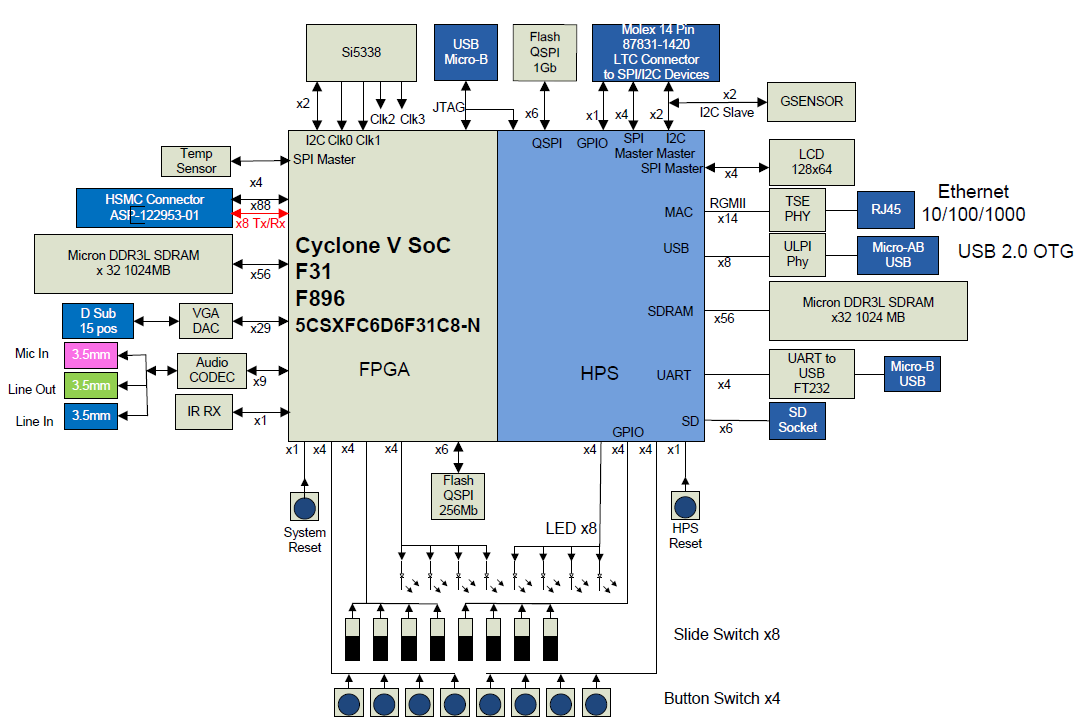 Si5338
USB
Micro-B
Flash
QSPI
1Gb
Molex 14 Pin
87831-1420
LTC Connector
to SPI/I2C Devices
x2
I2C Slave
GSENSOR
x2
Clk2 Clk3
JTAG
x6
x1
x4
x2
I2C Clk0 Clk1
SPI Master
QSPI
GPIO
SPI
Master
I2C
Master
SPI Master
x4
LCD
128x64
Temp
Sensor
x4
HSMC Connector
ASP-122953-01
x88
x8 Tx/Rx
MAC
RGMII
x14
TSE
PHY
RJ45
Ethernet
10/100/1000
Micron DDR3L SDRAM
x 32 1024MB
x56
Cyclone V SoC
F31
F896
5CSXFC6D6F31C8-N
FPGA
HPS
USB
x8
ULPI
Phy
Micro-AB
USB
USB 2.0 OTG
D Sub
15 pos
VGA
DAC
x29
SDRAM
x56
Micron DDR3L SDRAM
x32 1024 MB
Mic In
3.5mm
Line Out
3.5mm
Line In
3.5mm
Audio
CODEC
x9
IR RX
x1
UART
x4
UART to
USB
FT232
Micro-B
USB
SD
x6
SD
Socket
GPIO
x1
x4
x4
x4
x6
x4
x4
x4
x1
Flash
QSPI
256Mb
System
Reset
LED x8
HPS
Reset
Slide Switch x8
Button Switch x4